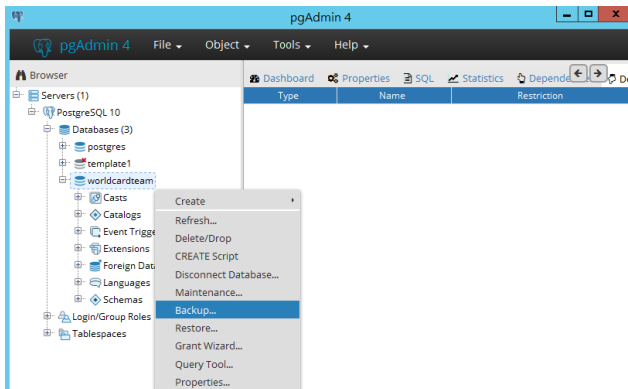 pgAdmin 4
pgAdmin 4 File Object Tools Help
Browser
Dashboard Properties SQL Statistics
Servers (1)
Type Name Restriction
PostgreSQL 10
Databases (3)
postgres
template1
worldcardteam
Casts
Catalogs
Event Trigge
Extensions
Foreign Dat
Languages
Schemas
Login/Group Roles
Tablespaces
Create
Refresh...
Delete/Drop
CREATE Script
Disconnect Database...
Maintenance...
Backup...
Restore...
Grant Wizard...
Query Tool...
Properties...